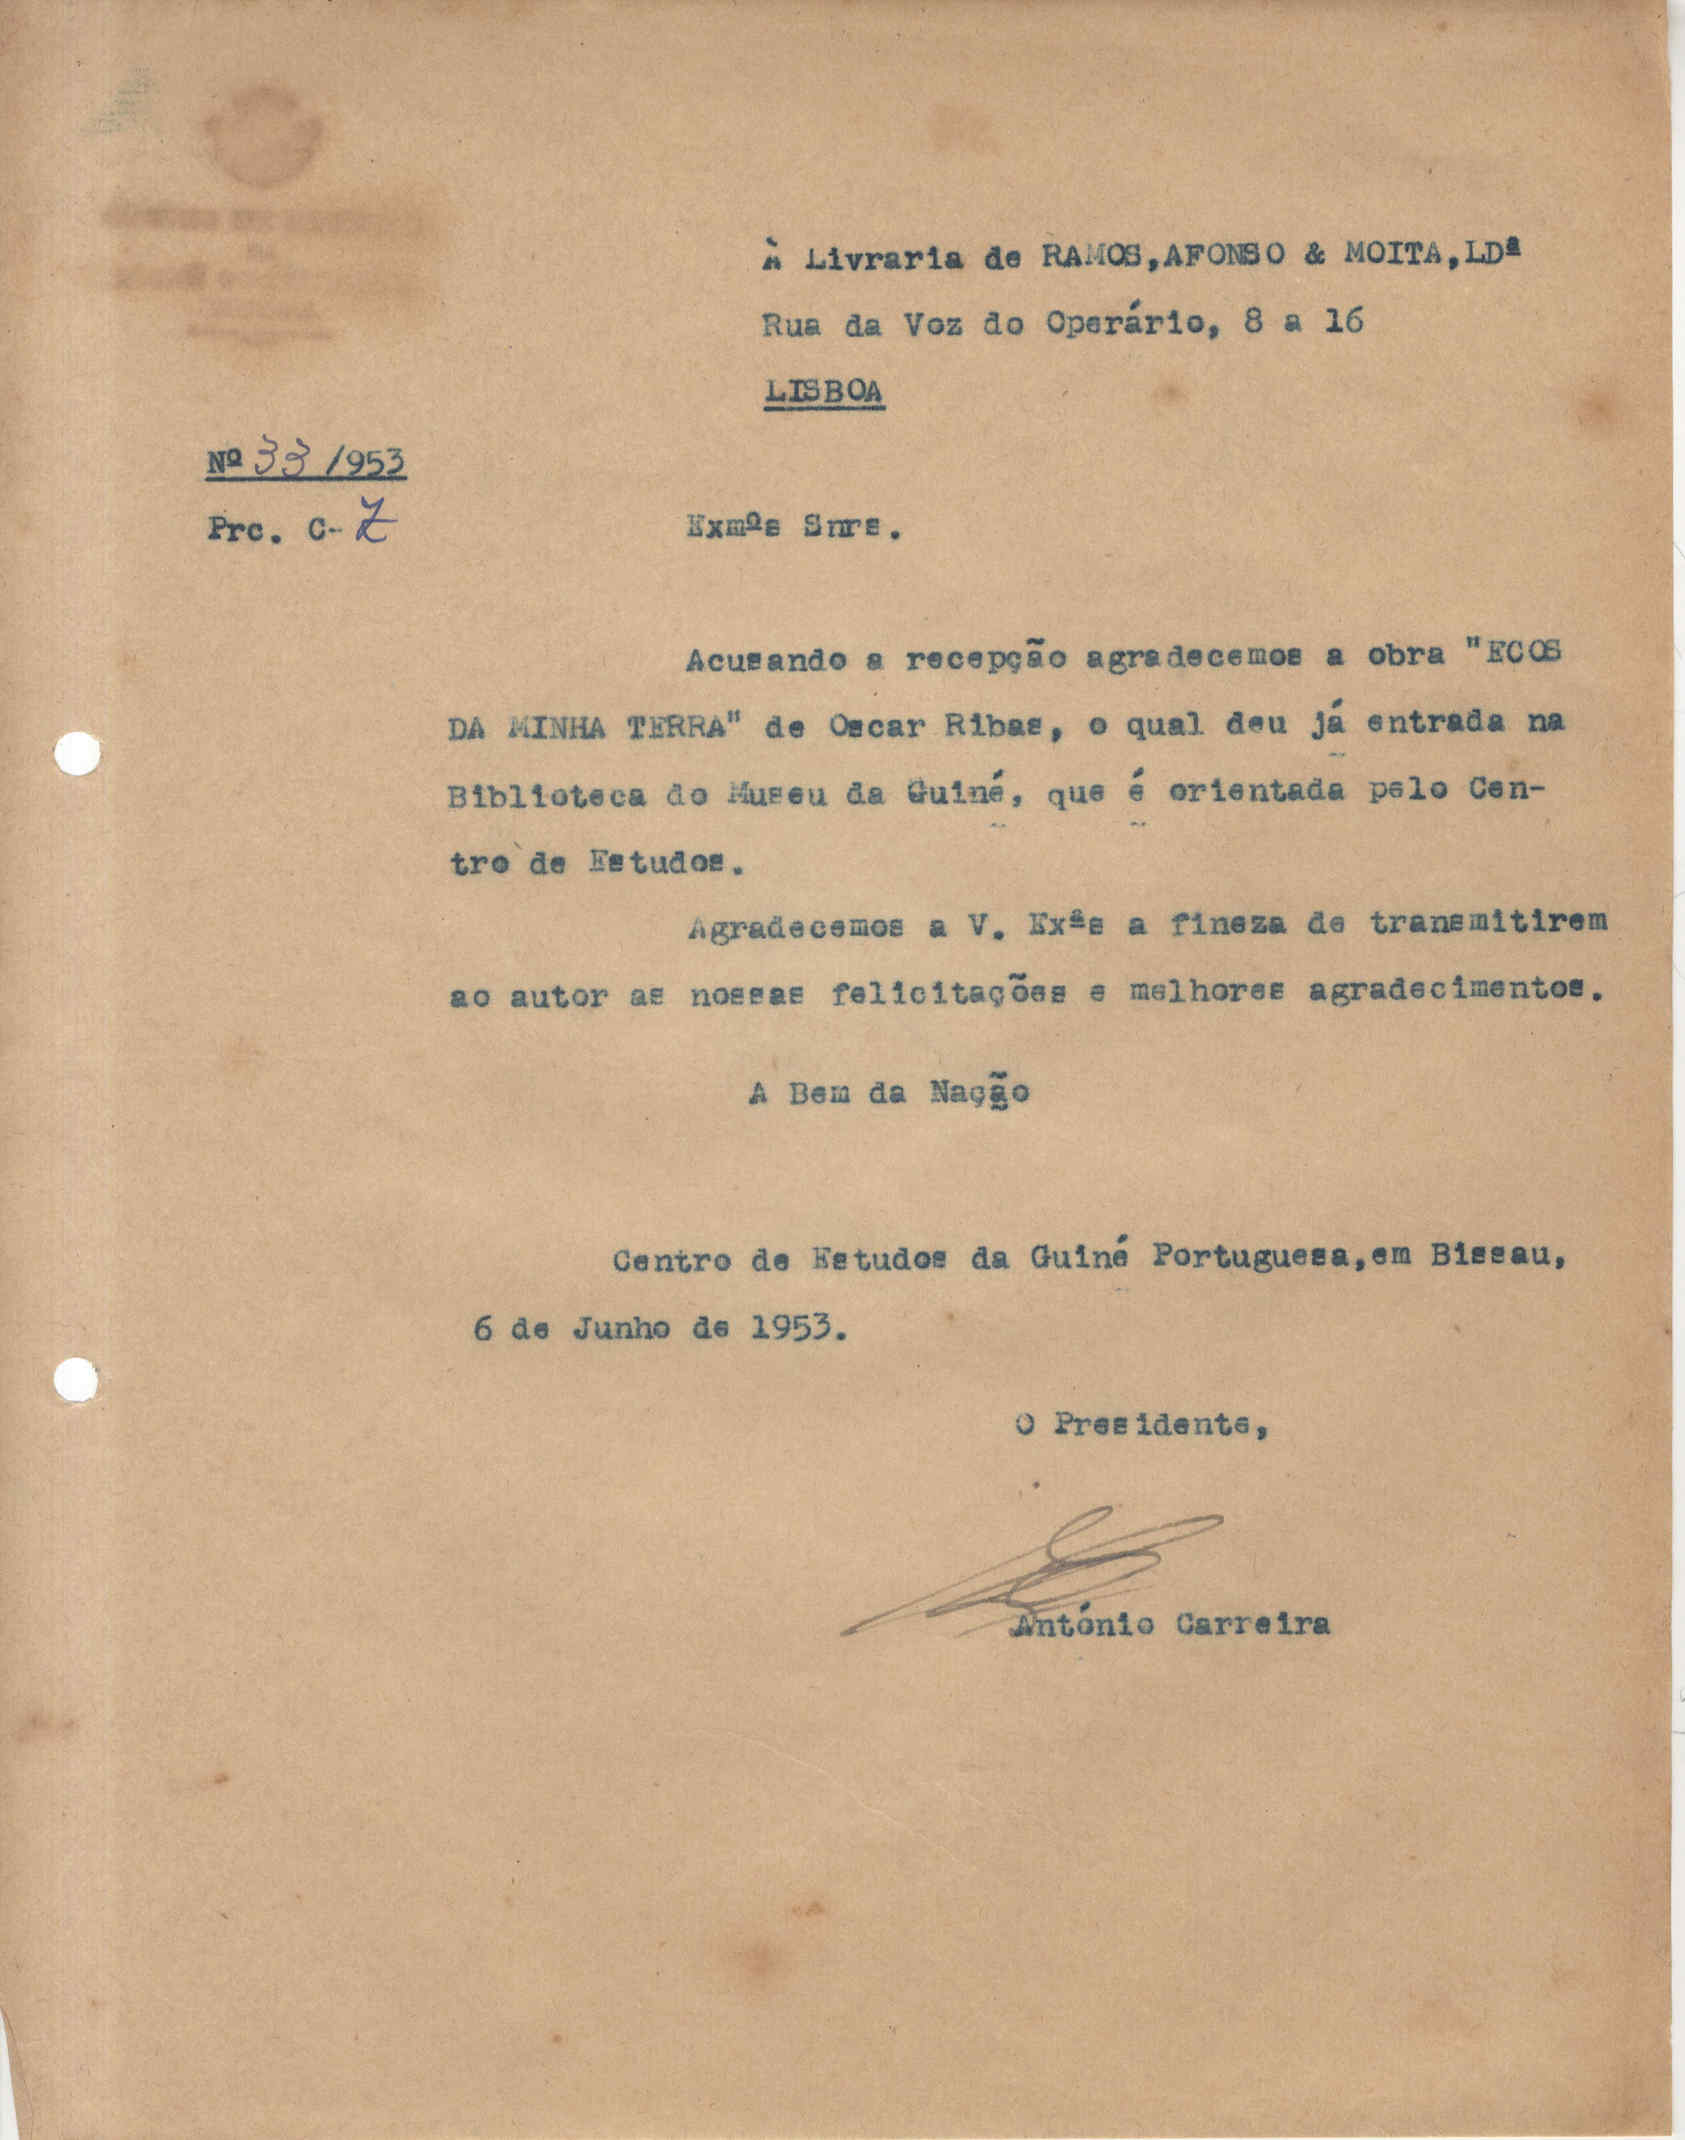 À Livraria de RAMOS,AFONSO & MOITA,LDª
Rua da Voz do Operário, 8 a 16
LISBOA
Nº 33 /953
Prc. C-Z
Exmºs Snrs.
Acusando a recepção agradecemos a obra "ECOS
DA MINHA TERRA" de Oscar Ribas, o qual deu já entrada na
Biblioteca do Museu da Guiné, que é orientada pelo Cen-
tro de Estudos.
Agradecemos a V. Exªs a fineza de transmitirem
ao autor as nossas felicitações e melhores agradecimentos.
A Bem da Nação
Centro de Estudos da Guiné Portuguesa,em Bissau,
6 de Junho de 1953.
O Presidente,
António Carreira